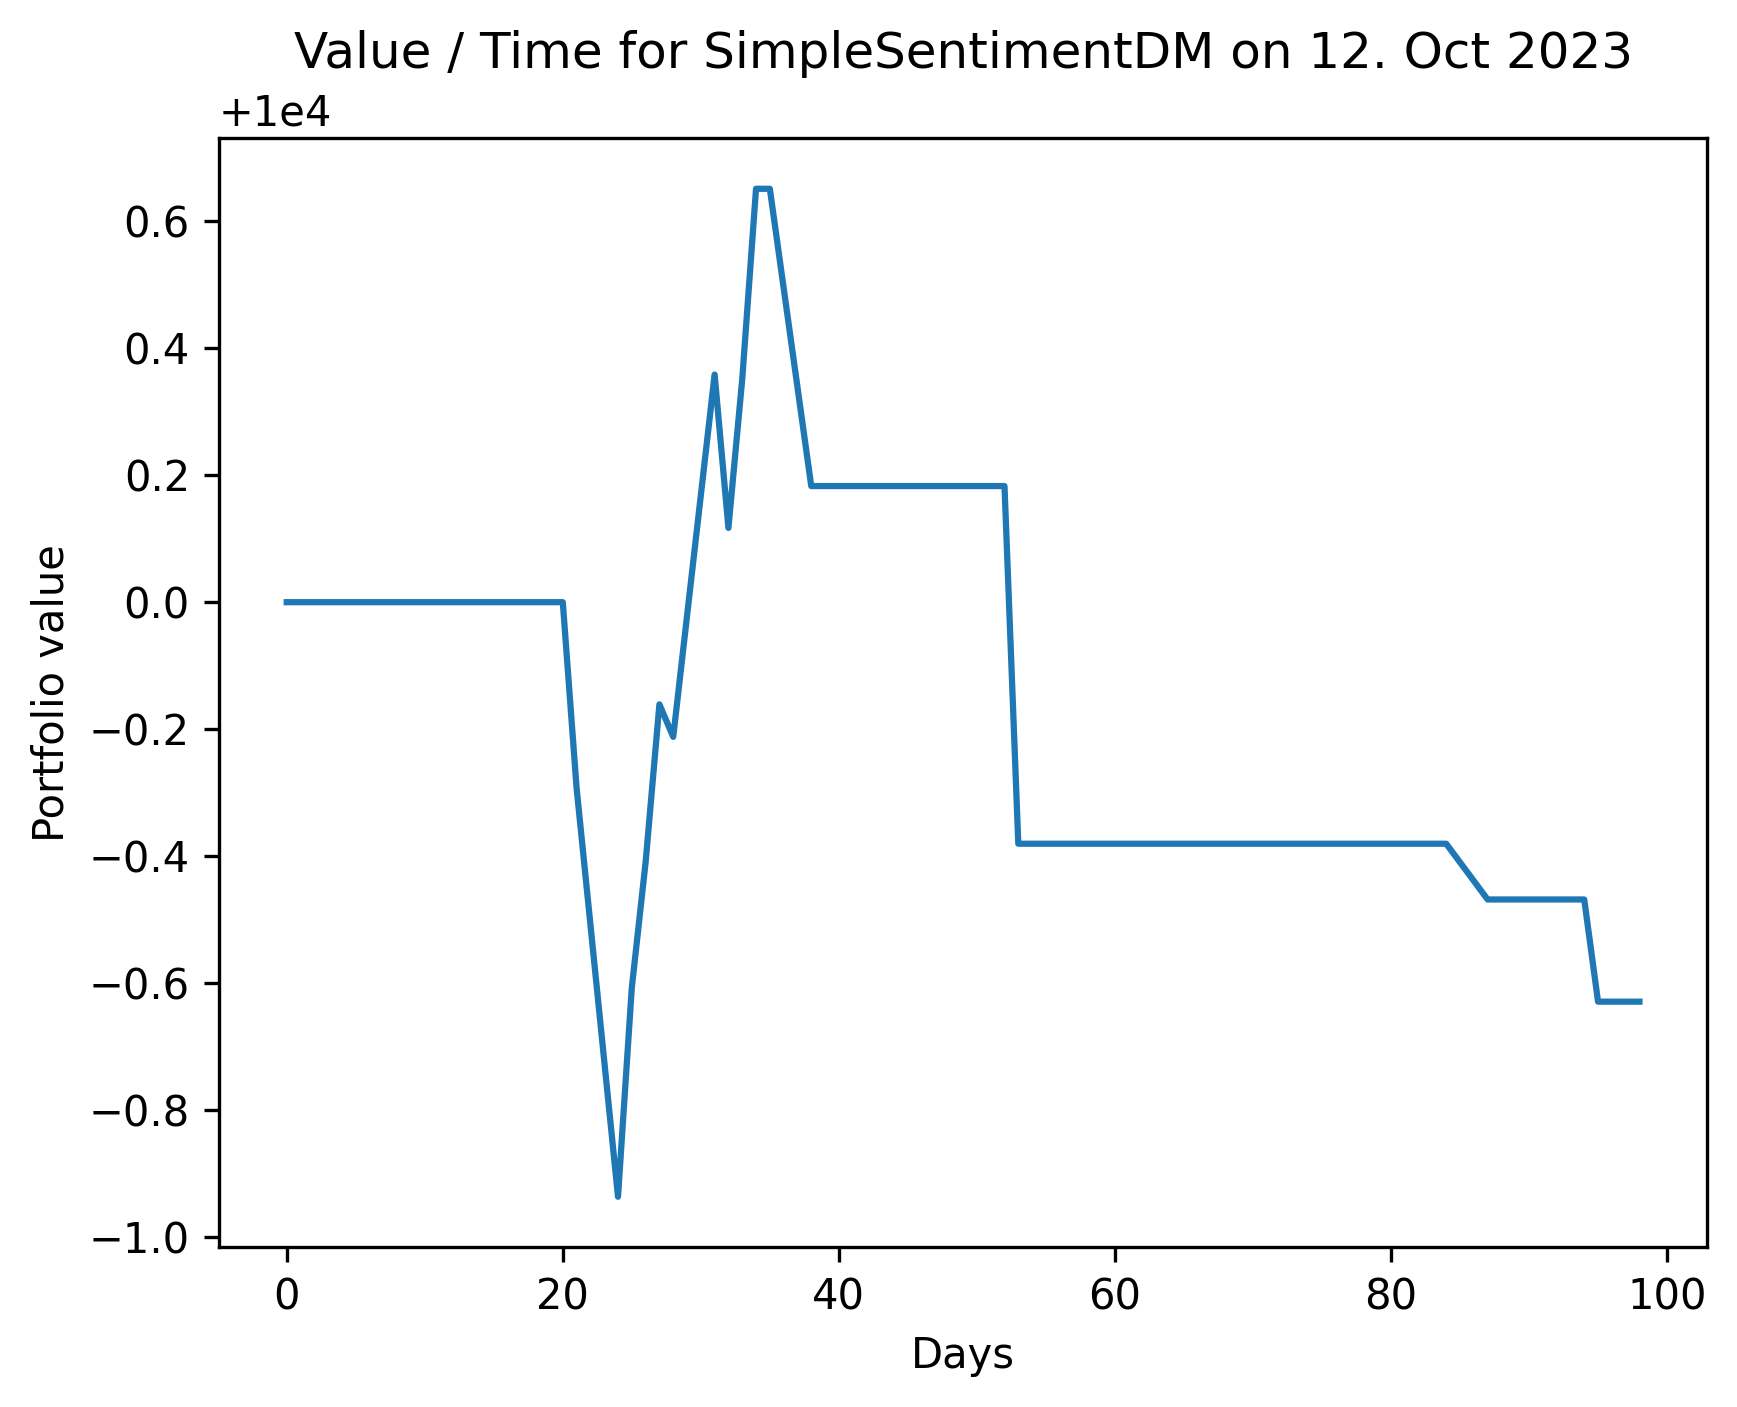 Value / Time for SimpleSentimentDM on 12. Oct 2023
+1e4
0.6
0.4
0.2
0.0
−0.2
−0.4
−0.6
−0.8
−1.0
Portfolio value
0 20 40 60 80 100
Days